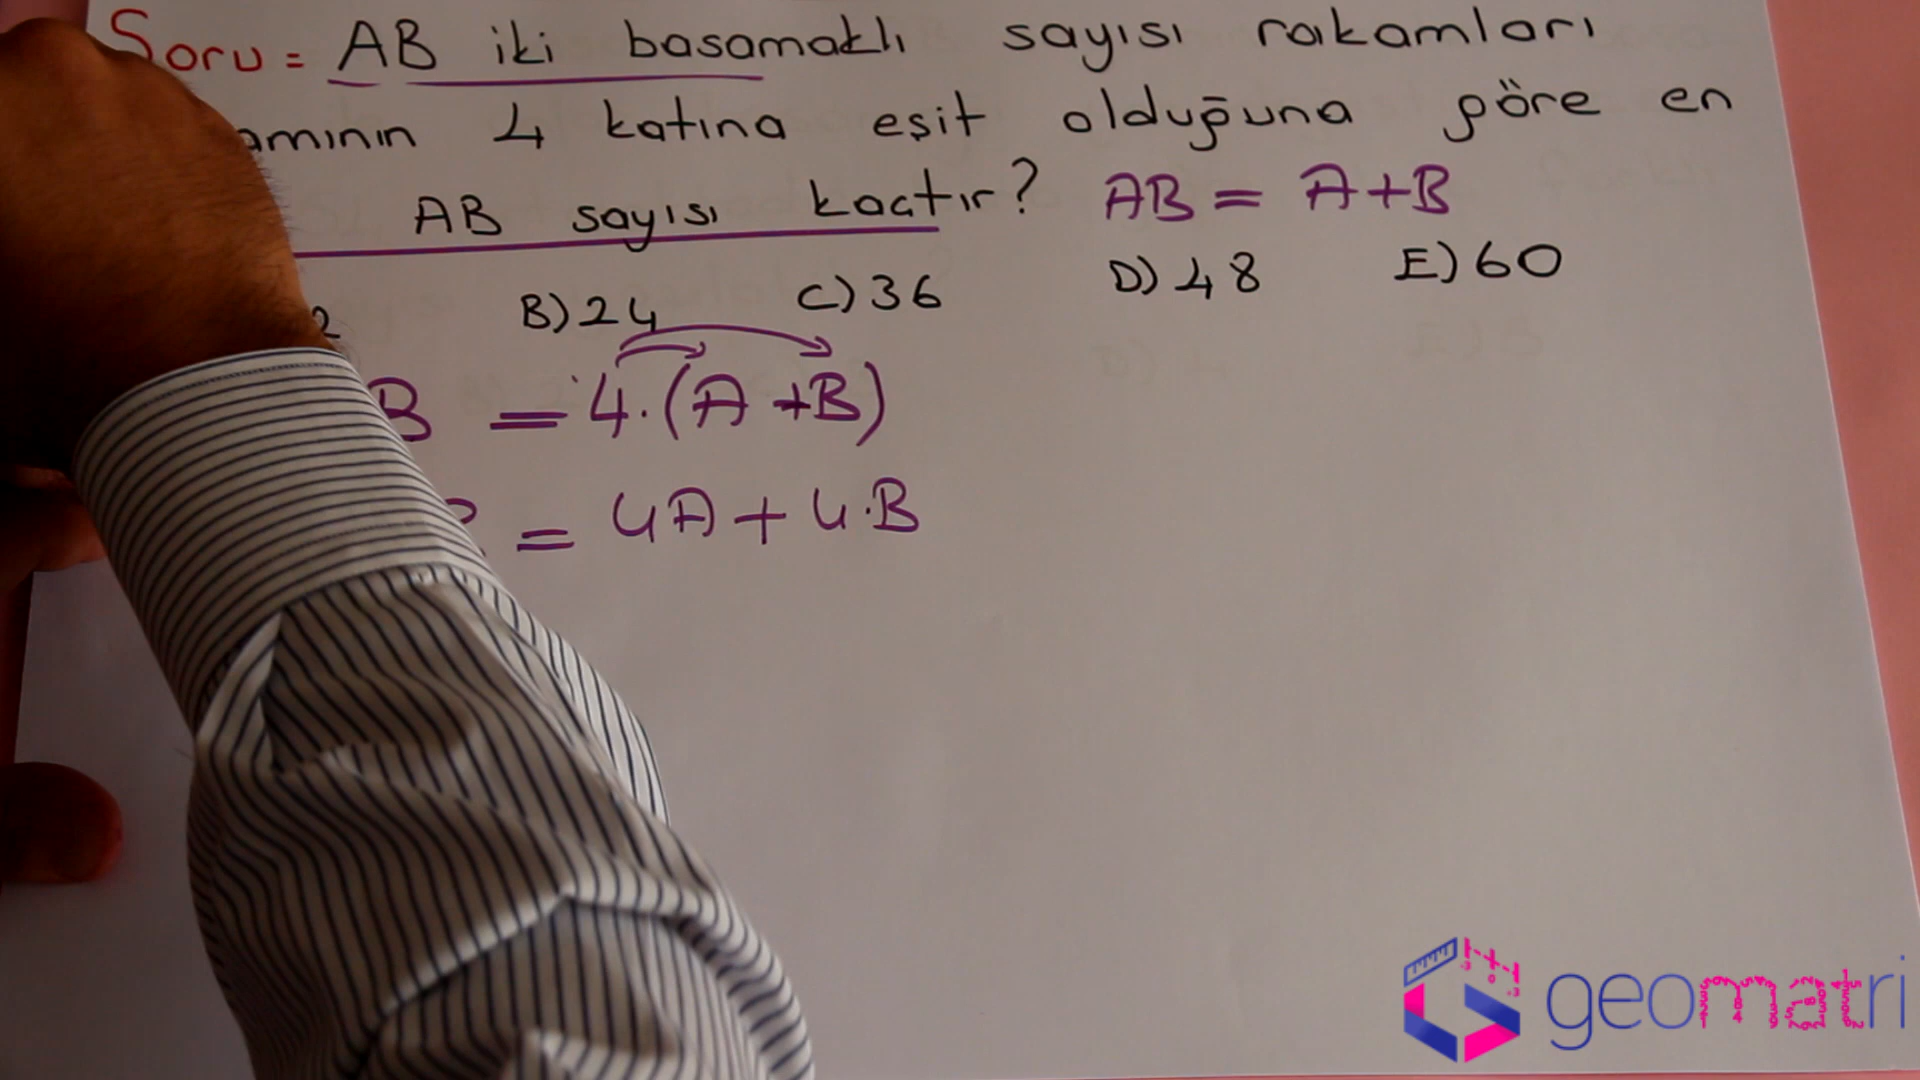 Soru = AB iki basamaklı sayısı rakamları
amının 4 katına eşit olduğuna göre en
AB sayısı kaçtır? AB = A+B
2 B) 24 C) 36 D) 48 E) 60
B = 4.(A+B)
= 4A + 4.B
geomatri